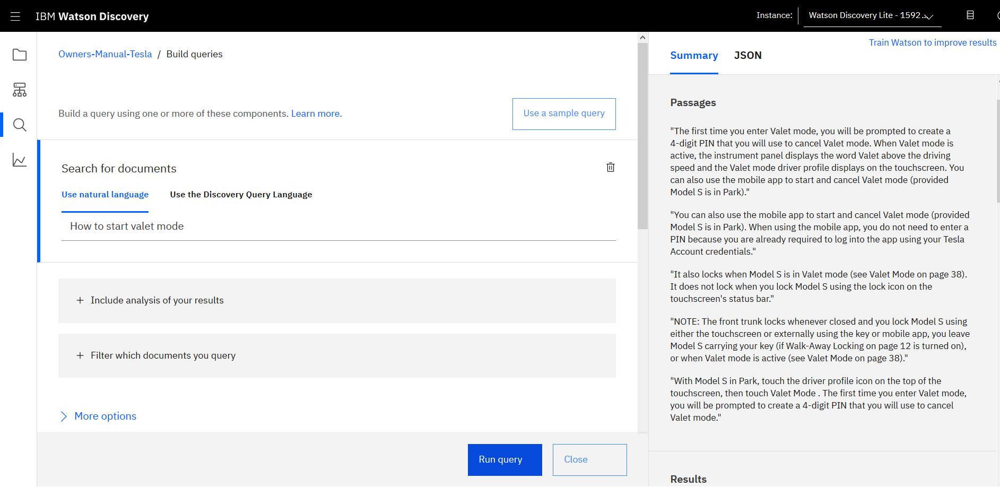 IBM Watson Discovery
Instance:
Watson Discovery Lite - 1592...
Owners-Manual-Tesla / Build queries
Build a query using one or more of these components. Learn more.
Use a sample query
Search for documents
Use natural language
Use the Discovery Query Language
How to start valet mode
+ Include analysis of your results
+ Filter which documents you query
More options
Run query
Close
Train Watson to improve results
Summary
JSON
Passages
"The first time you enter Valet mode, you will be prompted to create a
4-digit PIN that you will use to cancel Valet mode. When Valet mode is
active, the instrument panel displays the word Valet above the driving
speed and the Valet mode driver profile displays on the touchscreen. You
can also use the mobile app to start and cancel Valet mode (provided
Model S is in Park)."
"You can also use the mobile app to start and cancel Valet mode (provided
Model S is in Park). When using the mobile app, you do not need to enter a
PIN because you are already required to log into the app using your Tesla
Account credentials."
"It also locks when Model S is in Valet mode (see Valet Mode on page 38).
It does not lock when you lock Model S using the lock icon on the
touchscreen's status bar."
"NOTE: The front trunk locks whenever closed and you lock Model S using
either the touchscreen or externally using the key or mobile app, you leave
Model S carrying your key (if Walk-Away Locking on page 12 is turned on),
or when Valet mode is active (see Valet Mode on page 38)."
"With Model S in Park, touch the driver profile icon on the top of the
touchscreen, then touch Valet Mode . The first time you enter Valet mode,
you will be prompted to create a 4-digit PIN that you will use to cancel
Valet mode."
Results